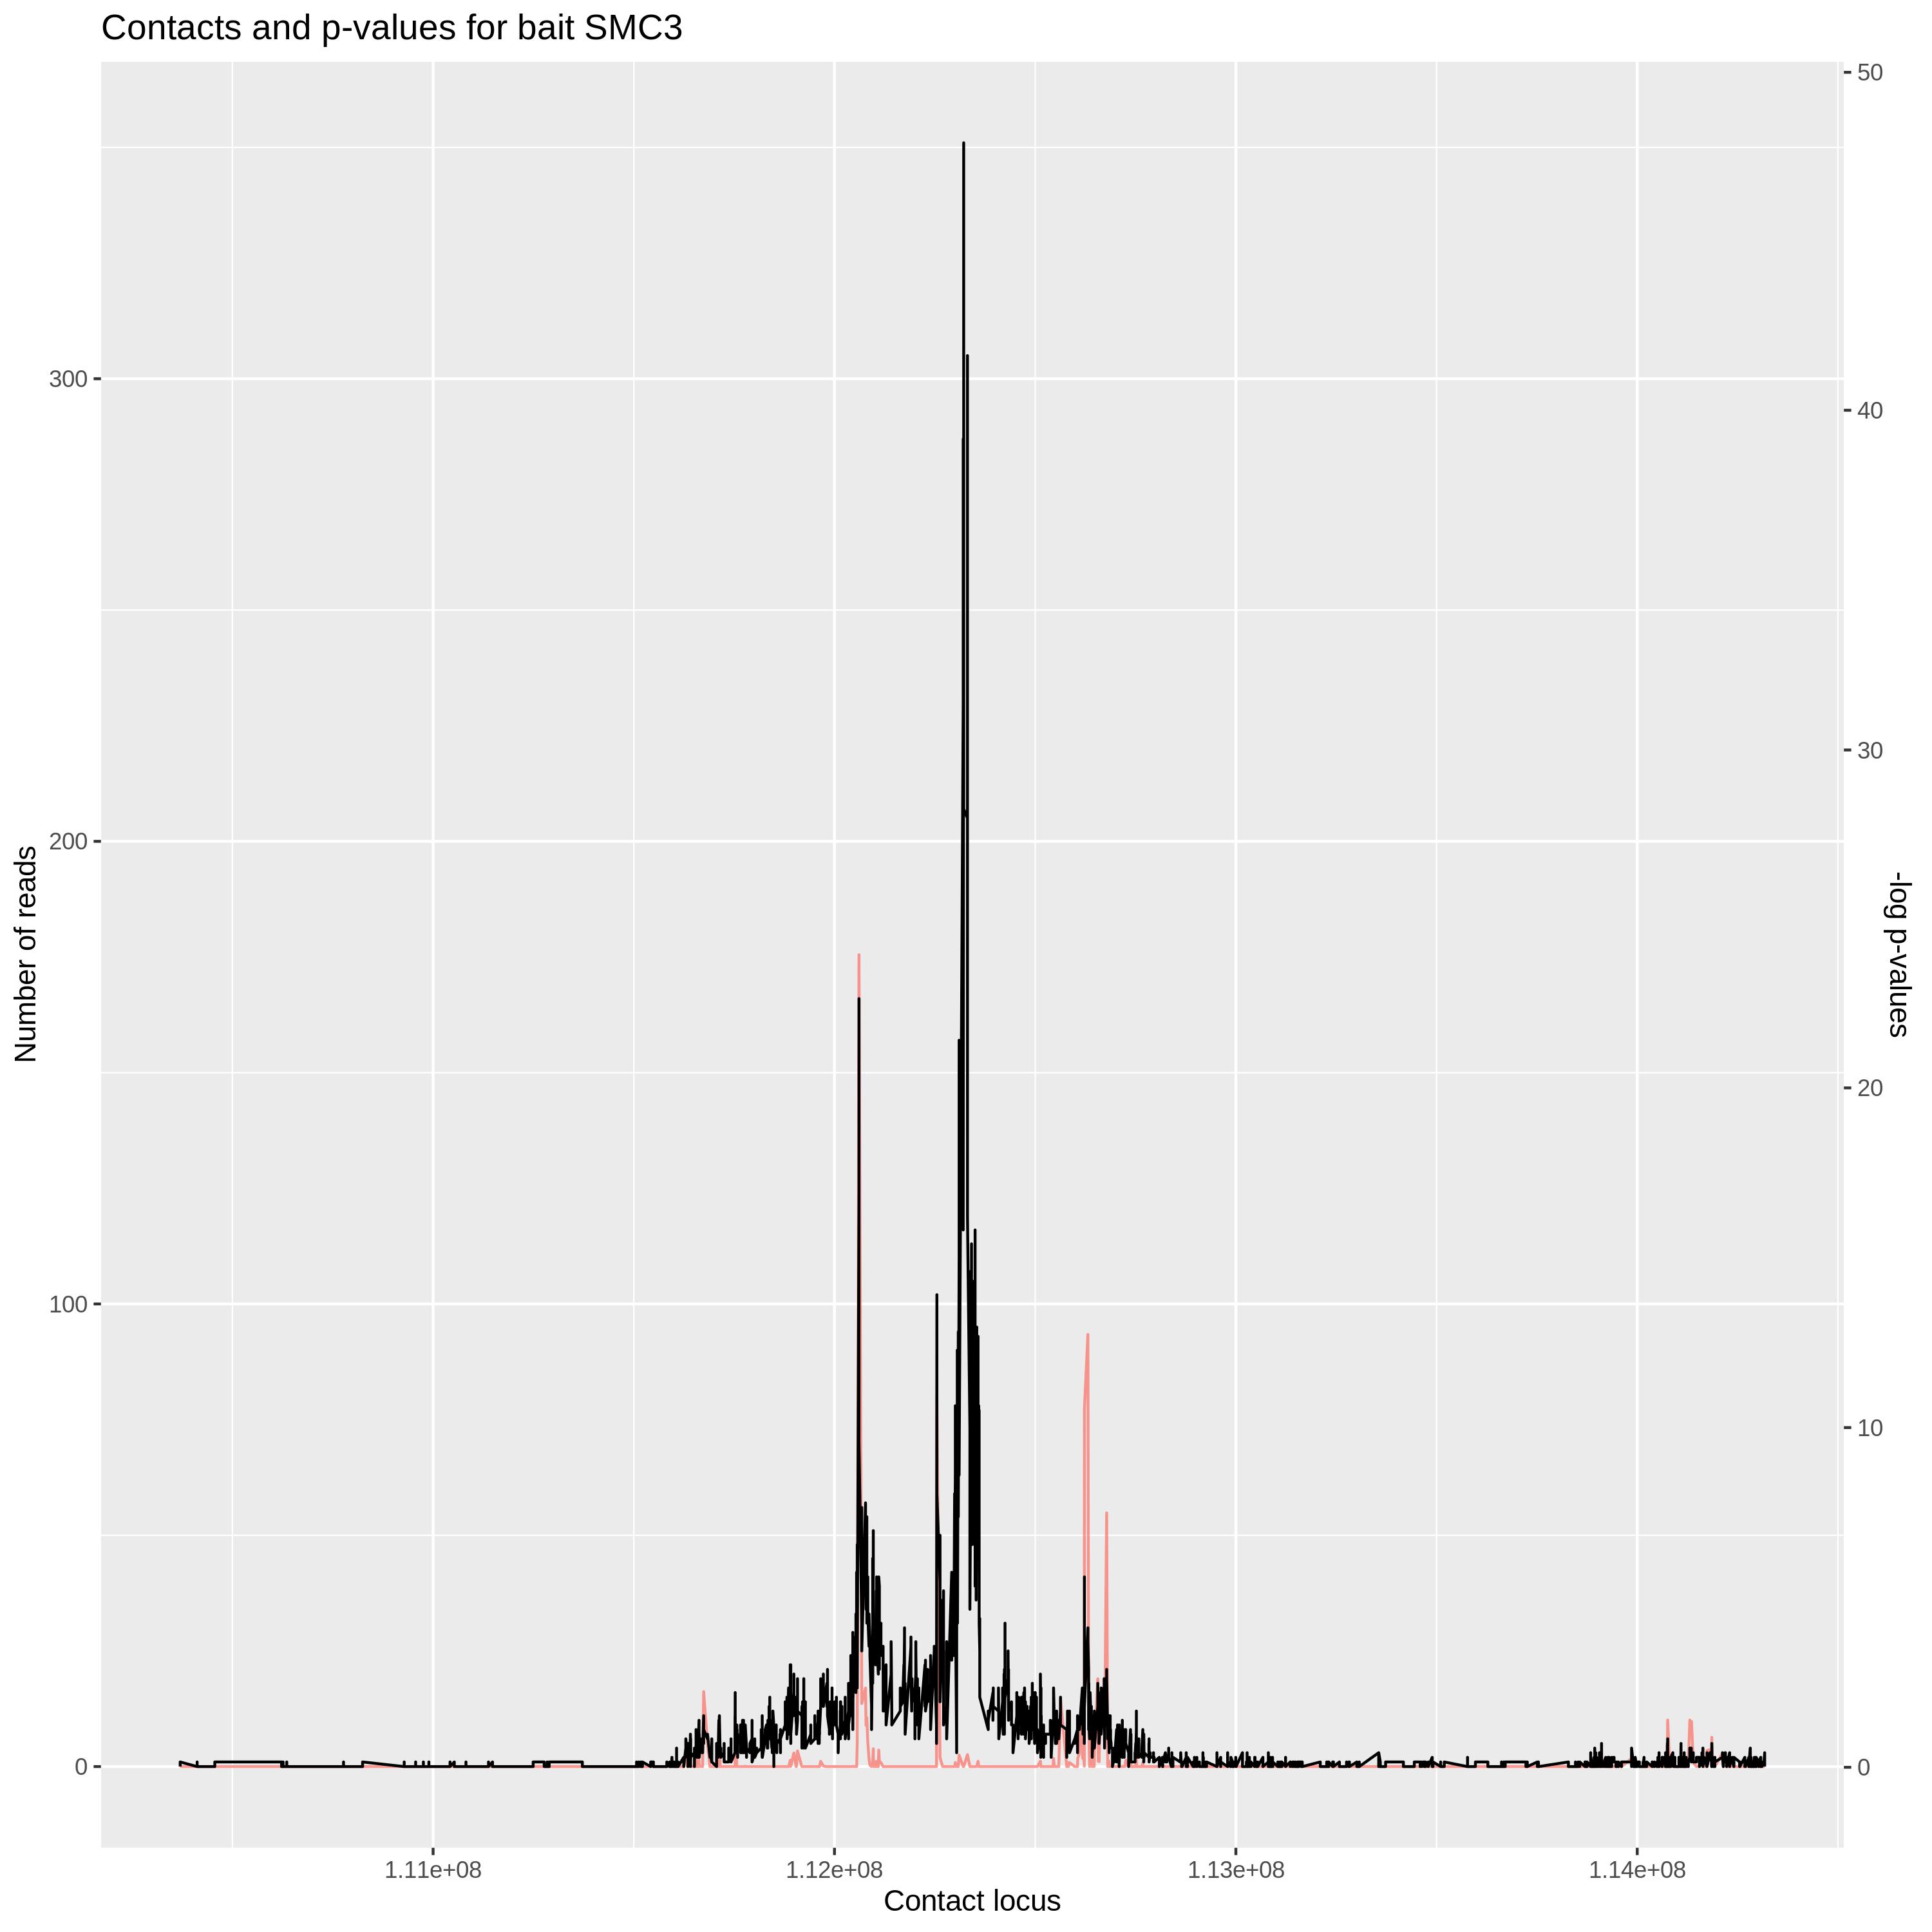 Contacts and p-values for bait SMC3
Number of reads
300
200
100
0
50
40
30
20
10
0
-log p-values
1.11e+08
1.12e+08
1.13e+08
1.14e+08
Contact locus